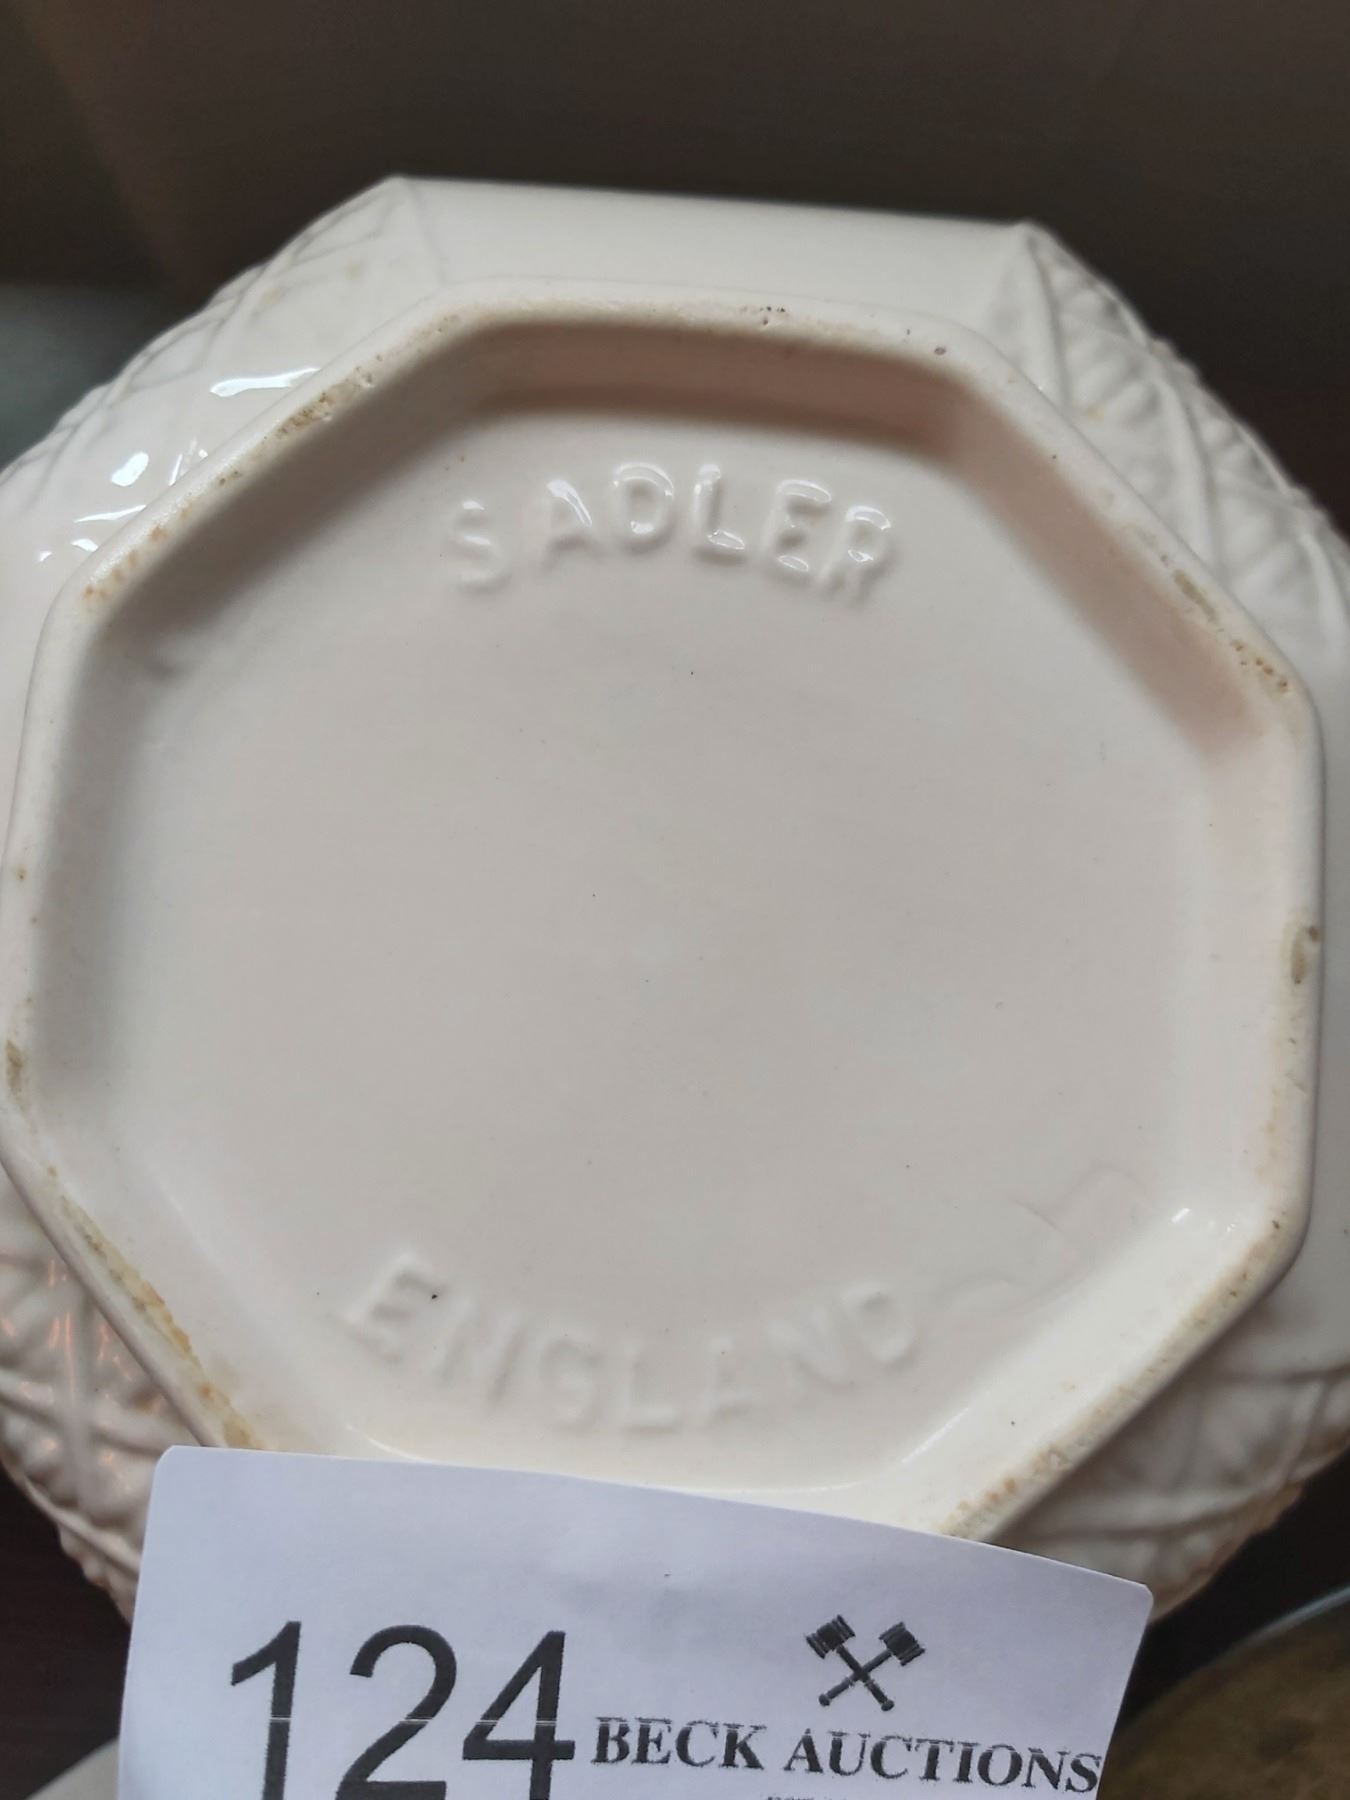 SADLER
ENGLAND
124
BECK AUCTIONS